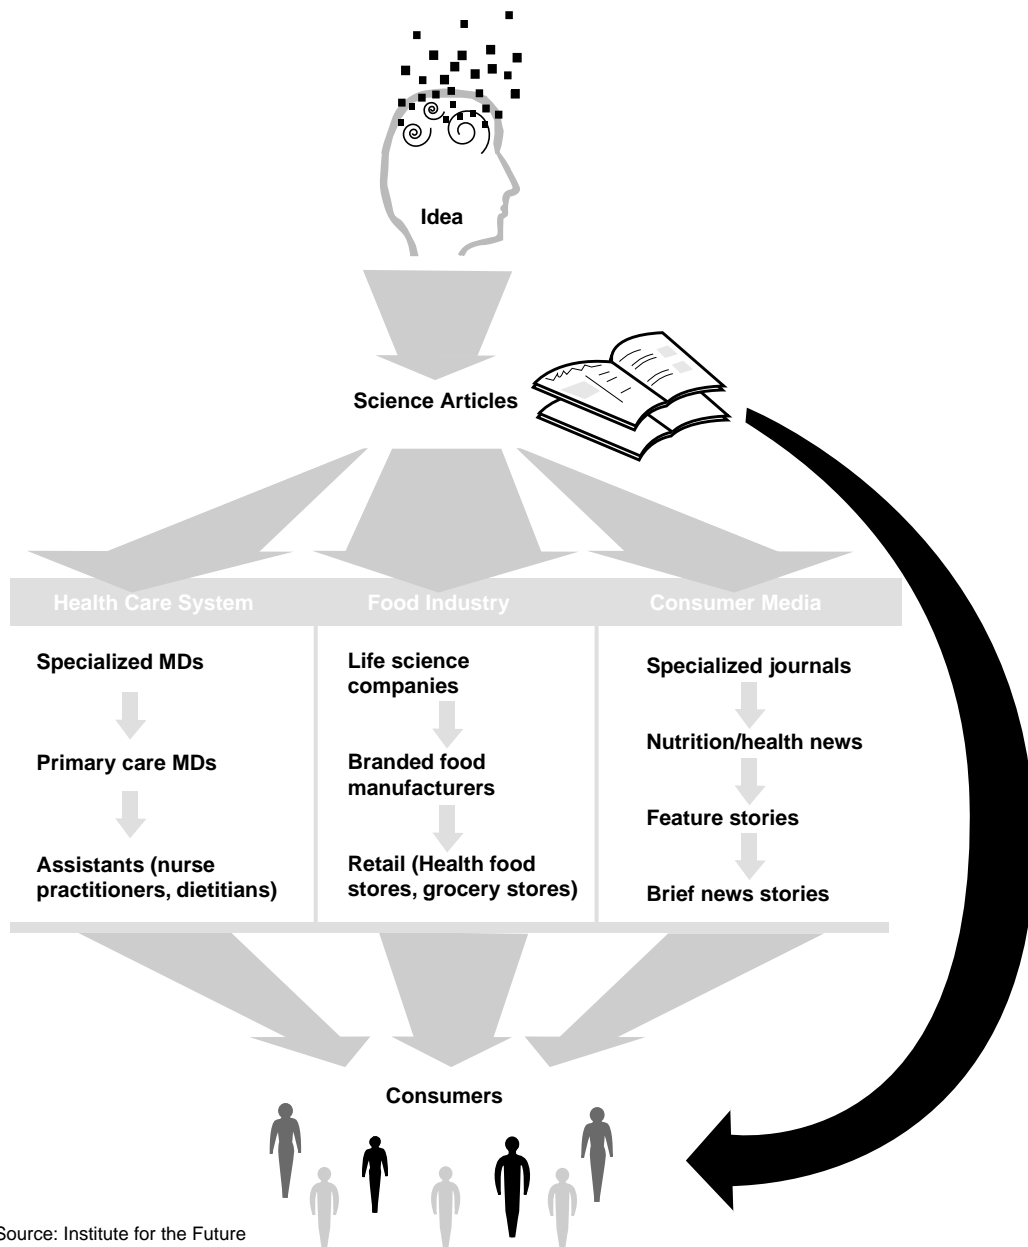 Idea
Science Articles
Health Care System
Food Industry
Consumer Media
Specialized MDs
Primary care MDs
Assistants (nurse
practitioners, dietitians)
Life science
companies
Branded food
manufacturers
Retail (Health food
stores, grocery stores)
Specialized journals
Nutrition/health news
Feature stories
Brief news stories
Consumers
Source: Institute for the Future